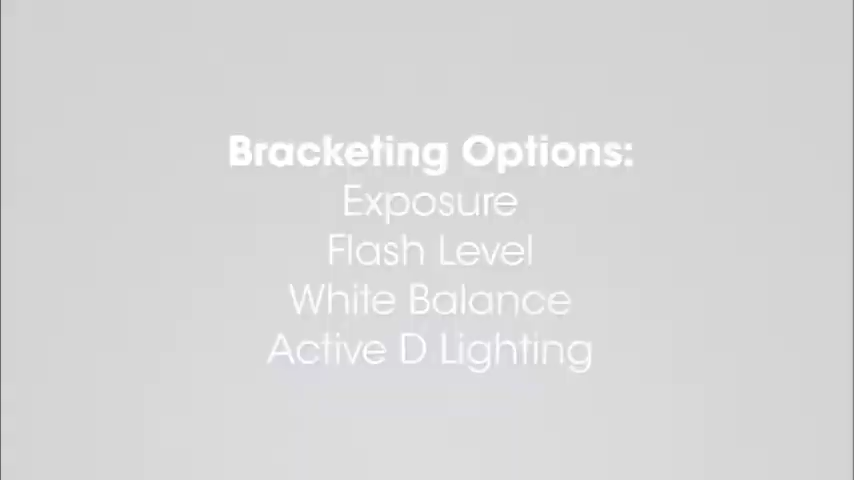 Bracketing Options:
Exposure
Flash Level
White Balance
Active D Lighting